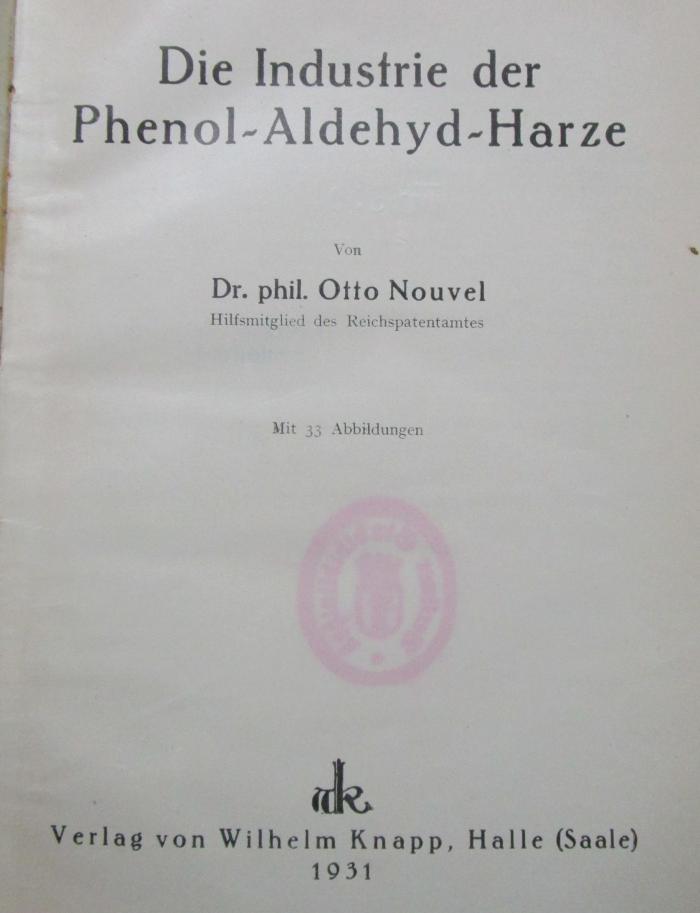 Die Industrie der
Phenol-Aldehyd-Harze
Von
Dr. phil. Otto Nouvel
Hilfsmitglied des Reichspatentamtes
Mit 33 Abbildungen
Verlag von Wilhelm Knapp, Halle (Saale)
1931